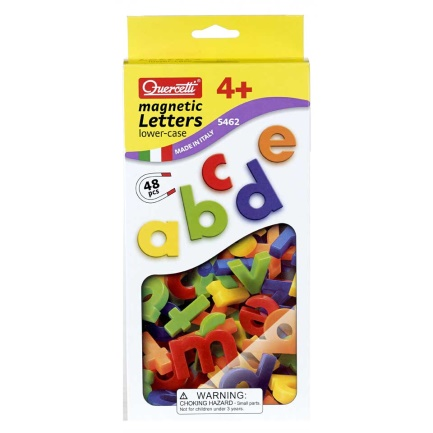 Quercetti
4+
magnetic
Letters
lower-case
5462
MADE IN ITALY
48
pcs
a b c d e
t v
m
d
WARNING:
CHOKING HAZARD - Small parts
Not for children under 3 years